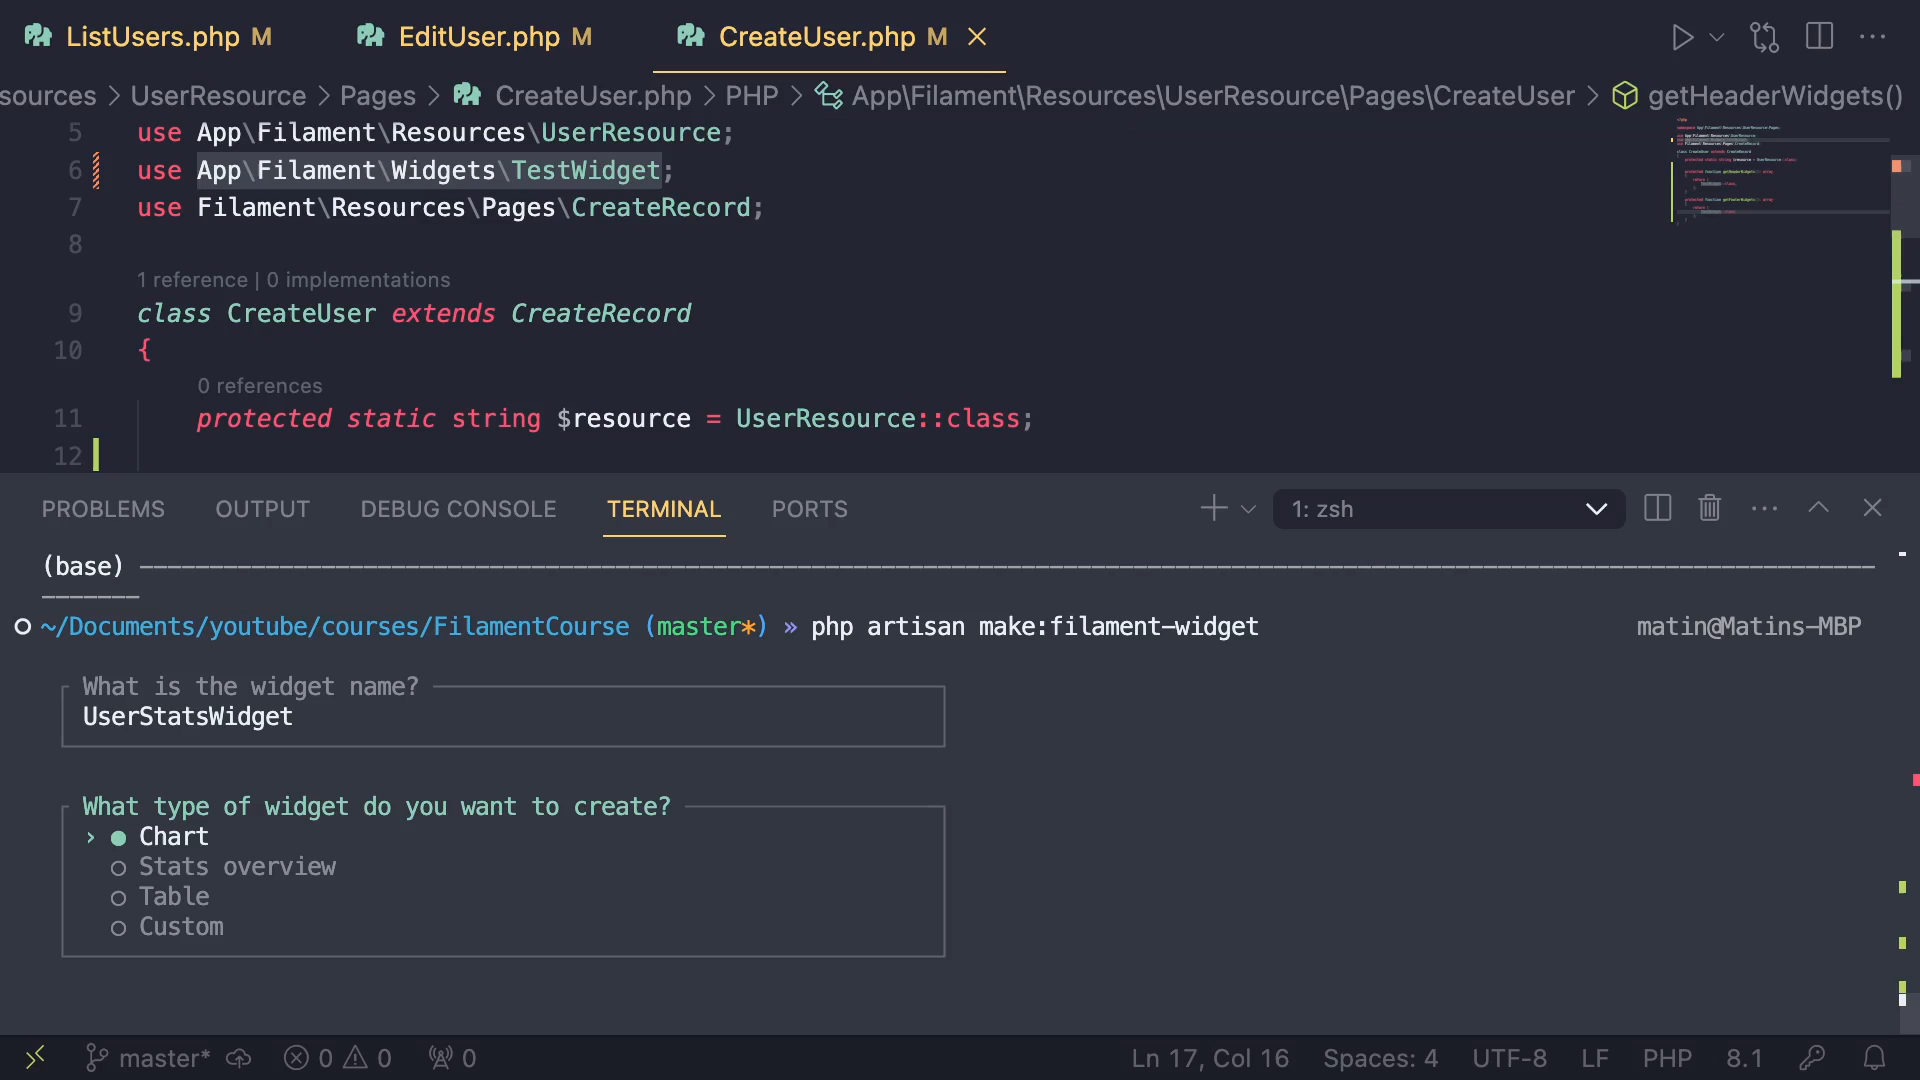 ListUsers.php M EditUser.php M CreateUser.php M
sources > UserResource > Pages > CreateUser.php > PHP > App\Filament\Resources\UserResource\Pages\CreateUser > getHeaderWidgets()
5 use App\Filament\Resources\UserResource;
6 use App\Filament\Widgets\TestWidget;
7 use Filament\Resources\Pages\CreateRecord;
8
1 reference | 0 implementations
9 class CreateUser extends CreateRecord
10 {
0 references
11 protected static string $resource = UserResource::class;
12
PROBLEMS OUTPUT DEBUG CONSOLE TERMINAL PORTS 1: zsh
(base)
~/Documents/youtube/courses/FilamentCourse (master*) » php artisan make:filament-widget matin@Matins-MBP
What is the widget name?
UserStatsWidget
What type of widget do you want to create?
› ● Chart
○ Stats overview
○ Table
○ Custom
master* 0 0 0 Ln 17, Col 16 Spaces: 4 UTF-8 LF PHP 8.1